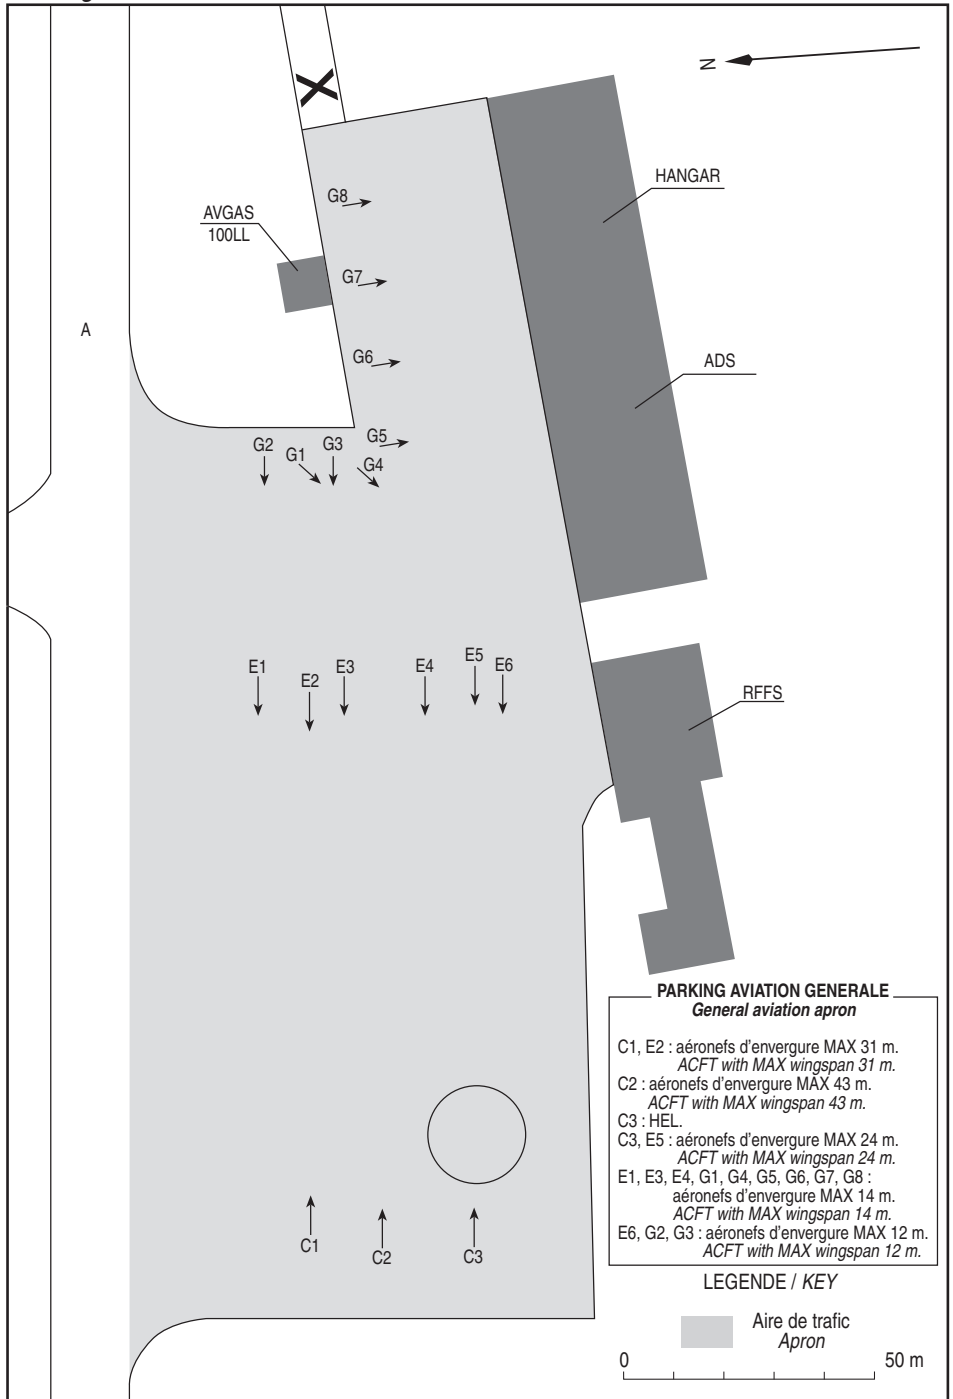 N
X
HANGAR
G8
AVGAS
100LL
G7
A
G6
ADS
G5
G2
G1
G3
G4
E1
E2
E3
E4
E5
E6
RFFS
PARKING AVIATION GENERALE
General aviation apron
C1, E2 : aéronefs d'envergure MAX 31 m.
ACFT with MAX wingspan 31 m.
C2 : aéronefs d'envergure MAX 43 m.
ACFT with MAX wingspan 43 m.
C3 : HEL.
C3, E5 : aéronefs d'envergure MAX 24 m.
ACFT with MAX wingspan 24 m.
E1, E3, E4, G1, G4, G5, G6, G7, G8 :
aéronefs d'envergure MAX 14 m.
ACFT with MAX wingspan 14 m.
E6, G2, G3 : aéronefs d'envergure MAX 12 m.
ACFT with MAX wingspan 12 m.
C1
C2
C3
LEGENDE / KEY
Aire de trafic
Apron
0 50 m